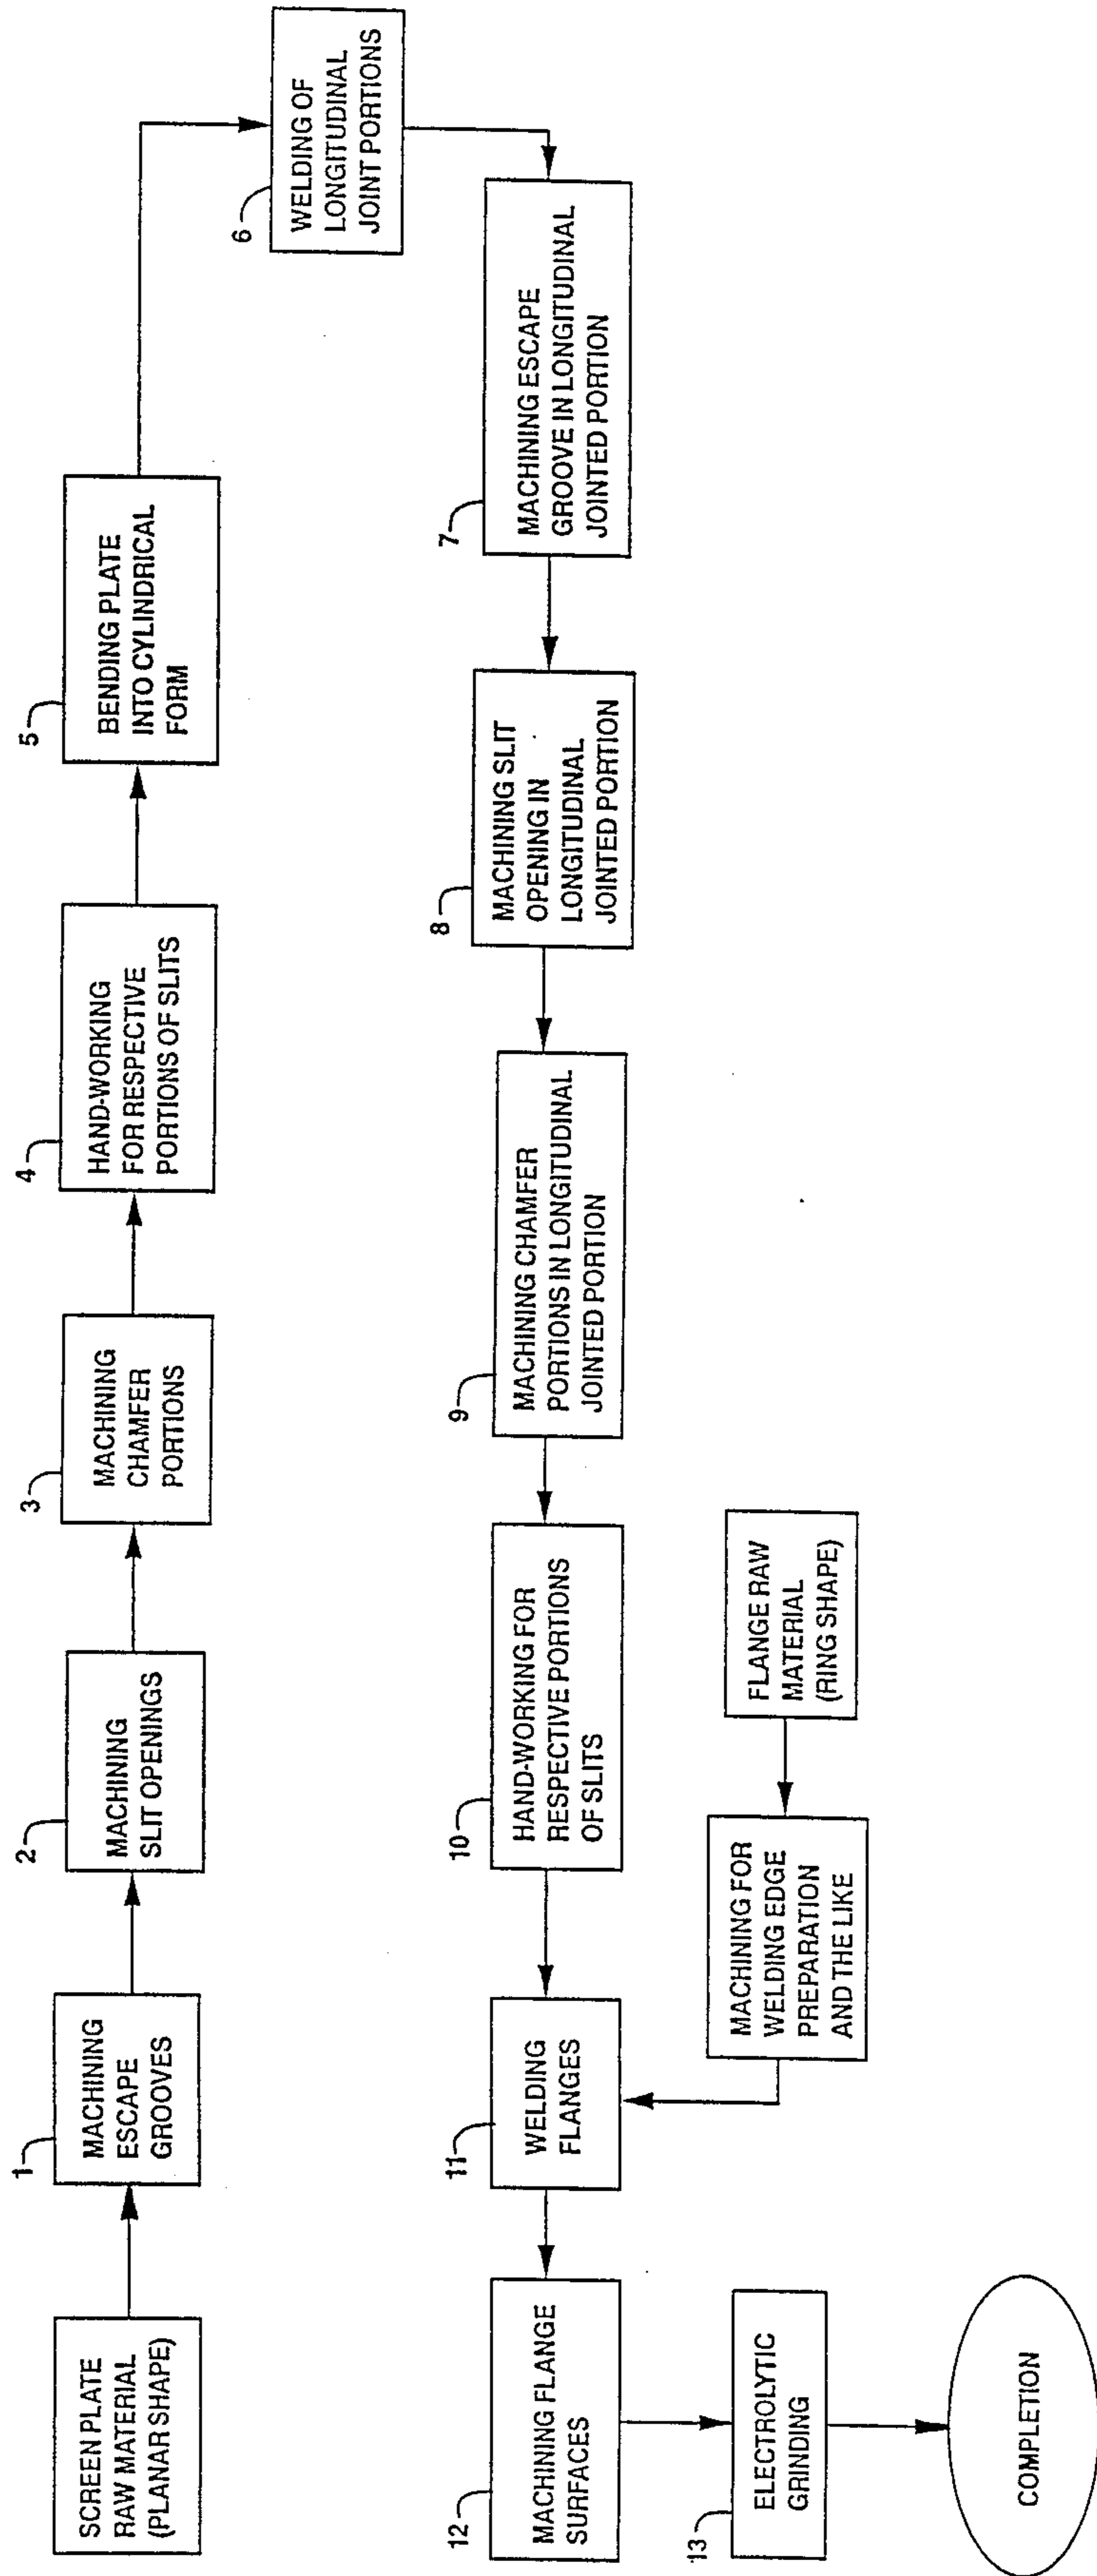 SCREEN PLATE
RAW MATERIAL
(PLANAR SHAPE)
1
MACHINING
ESCAPE
GROOVES
2
MACHINING
SLIT OPENINGS
3
MACHINING
CHAMFER
PORTIONS
4
HAND-WORKING
FOR RESPECTIVE
PORTIONS OF SLITS
5
BENDING PLATE
INTO CYLINDRICAL
FORM
6
WELDING OF
LONGITUDINAL
JOINT PORTIONS
7
MACHINING ESCAPE
GROOVE IN LONGITUDINAL
JOINTED PORTION
8
MACHINING SLIT
OPENING IN
LONGITUDINAL
JOINTED PORTION
9
MACHINING CHAMFER
PORTIONS IN LONGITUDINAL
JOINTED PORTION
10
HAND-WORKING FOR
RESPECTIVE PORTIONS
OF SLITS
FLANGE RAW
MATERIAL
(RING SHAPE)
MACHINING FOR
WELDING EDGE
PREPARATION
AND THE LIKE
11
WELDING
FLANGES
12
MACHINING FLANGE
SURFACES
13
ELECTROLYTIC
GRINDING
COMPLETION